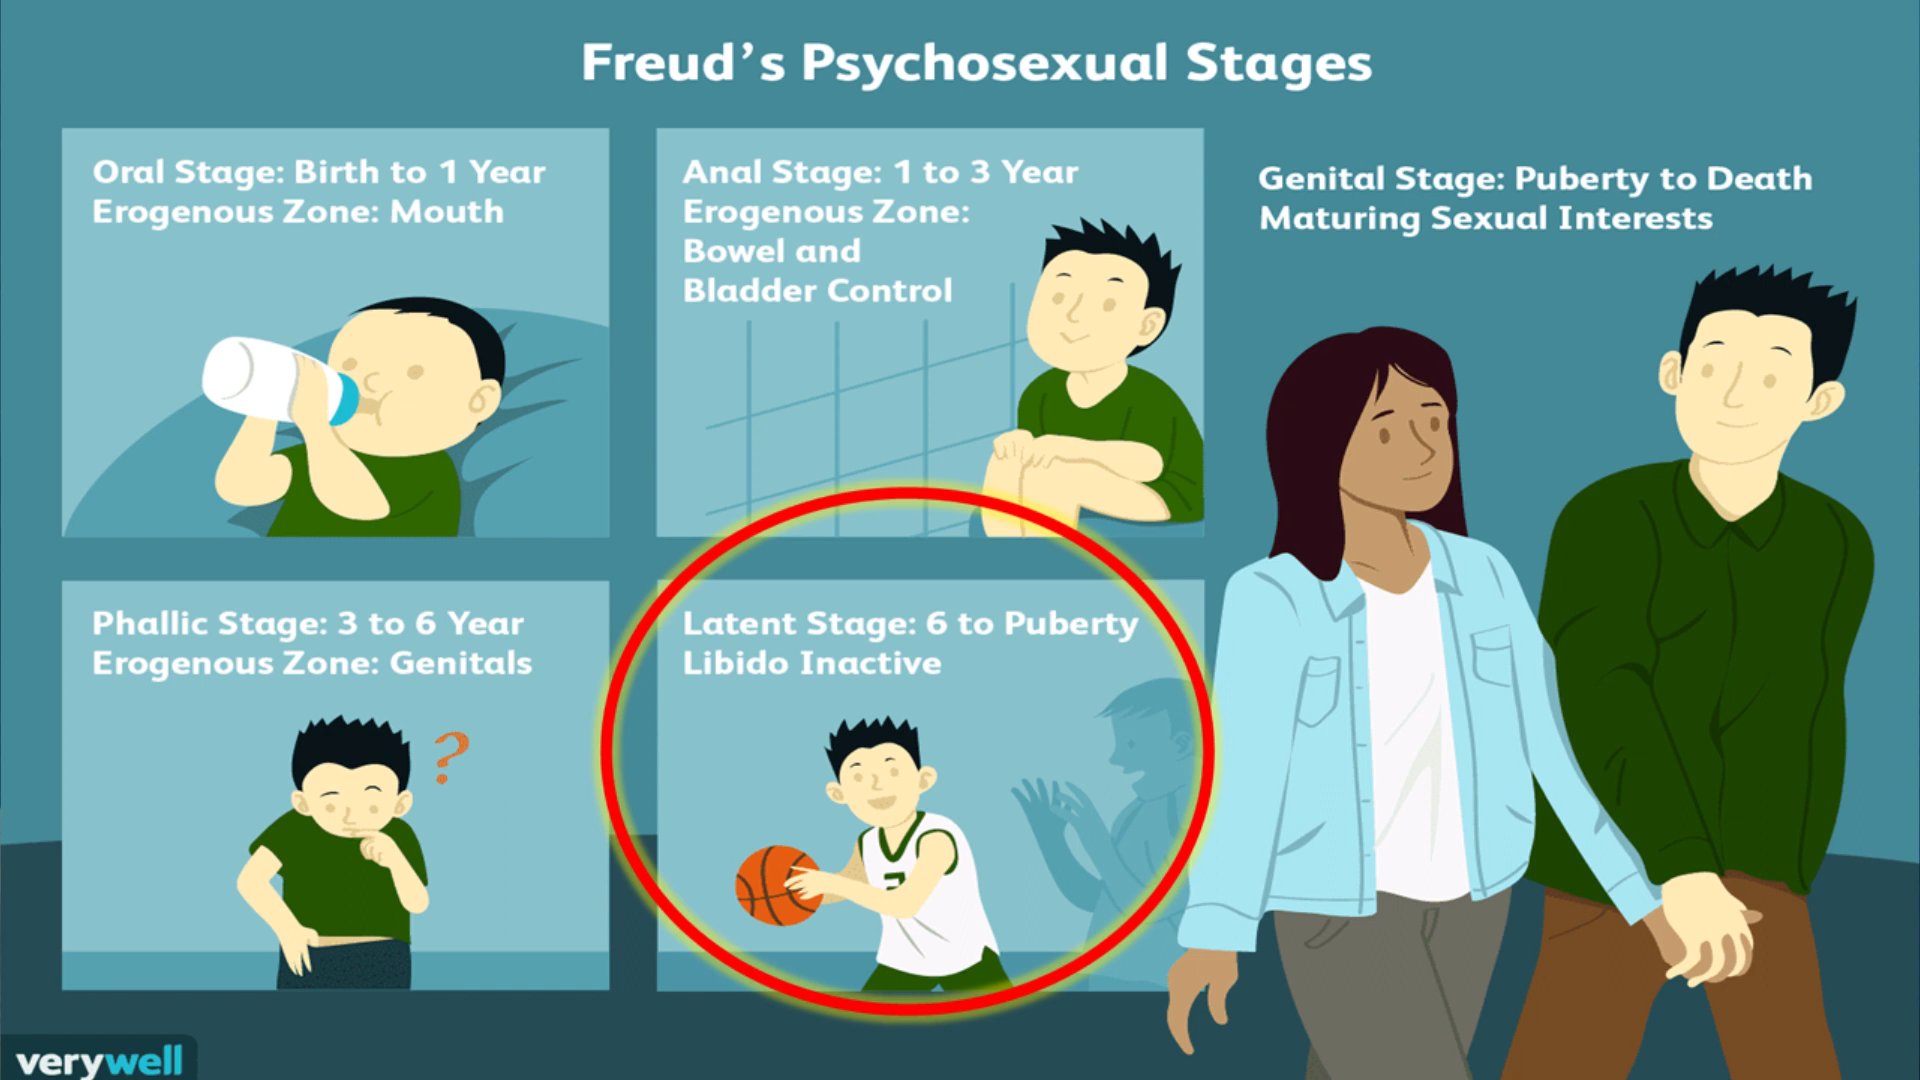 Freud's Psychosexual Stages
Oral Stage: Birth to 1 Year
Erogenous Zone: Mouth
Anal Stage: 1 to 3 Year
Erogenous Zone:
Bowel and
Bladder Control
Genital Stage: Puberty to Death
Maturing Sexual Interests
Phallic Stage: 3 to 6 Year
Erogenous Zone: Genitals
?
Latent Stage: 6 to Puberty
Libido Inactive
verywell